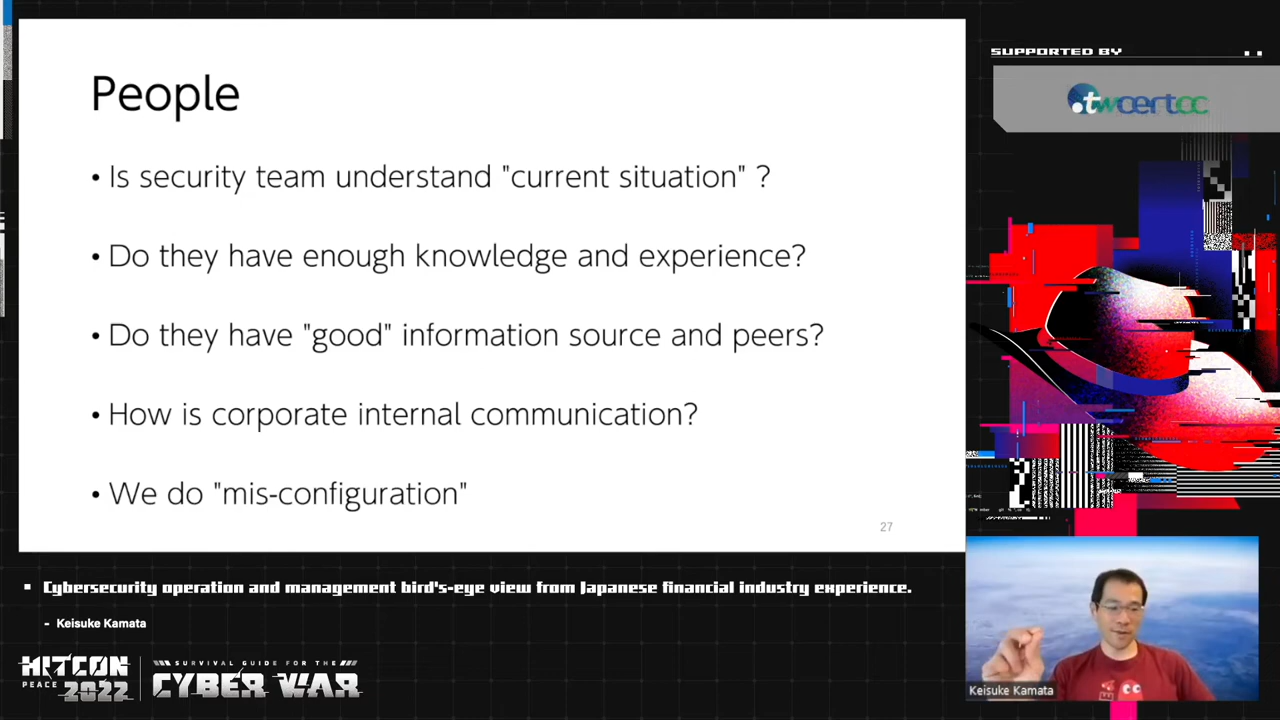 People
• Is security team understand "current situation" ?
• Do they have enough knowledge and experience?
• Do they have "good" information source and peers?
• How is corporate internal communication?
• We do "mis-configuration"
27
SUPPORTED BY
twcertcc
Cybersecurity operation and management bird's-eye view from Japanese financial industry experience.
- Keisuke Kamata
HITCON
PEACE 2022
SURVIVAL GUIDE FOR THE
CYBER WAR
Keisuke Kamata